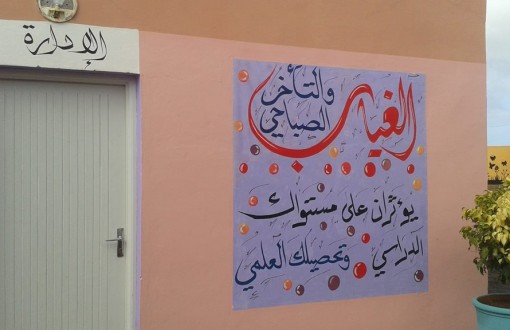 الإدارة
الغياب
والتأخر
الصباحي
يؤثران على مستواك
الدراسي وتحصيلك العلمي